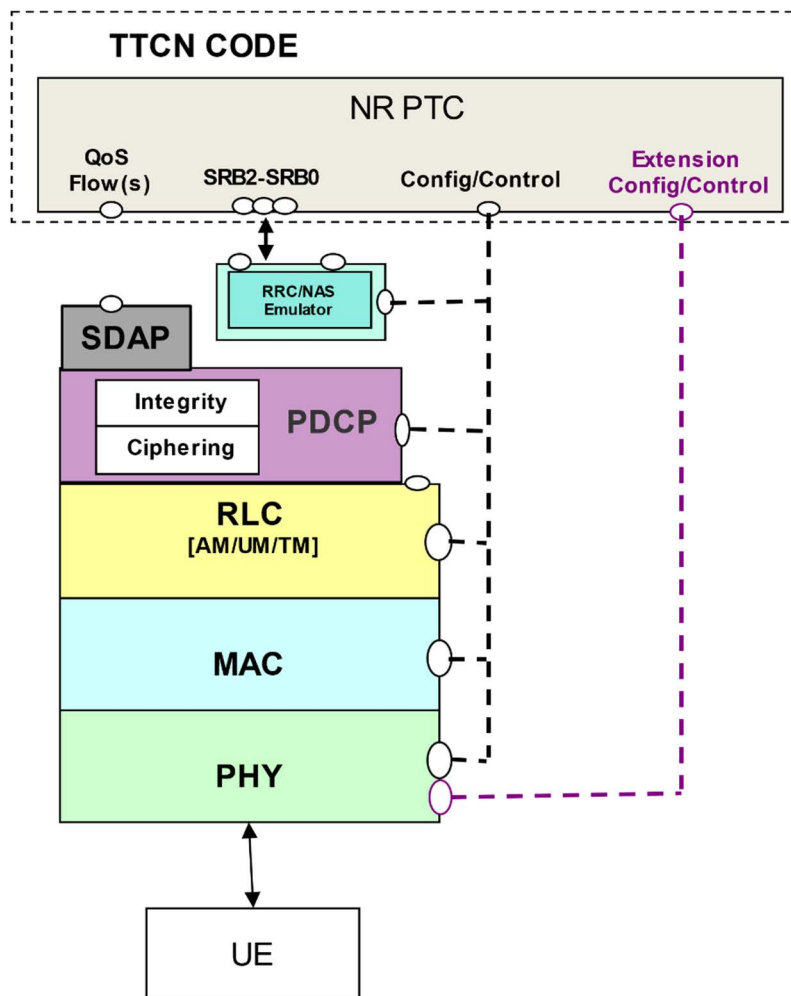 TTCN CODE
NR PTC
QoS
Flow(s)
SRB2-SRB0
Config/Control
Extension
Config/Control
RRC/NAS
Emulator
SDAP
Integrity
Ciphering
PDCP
RLC
[AM/UM/TM]
MAC
PHY
UE